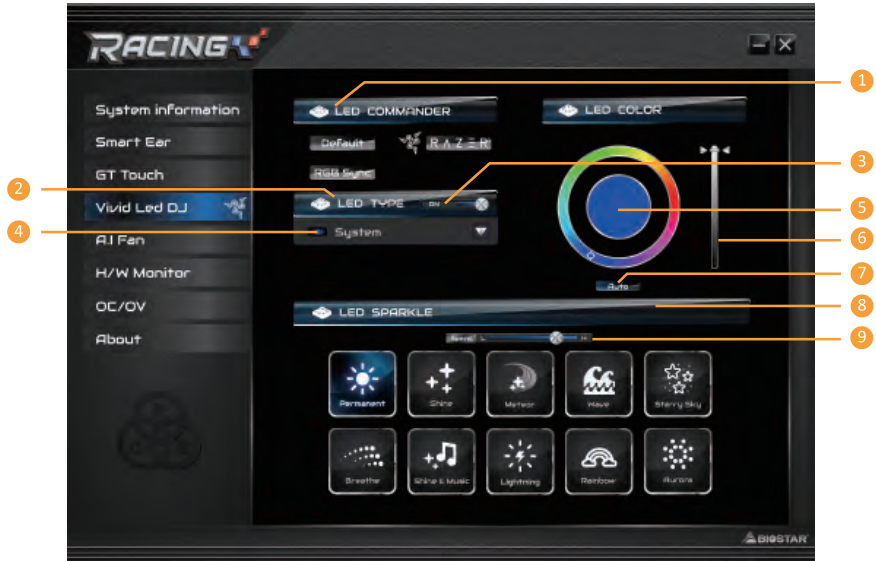 RACING
1
System information
LED COMMANDER
LED COLOR
Smart Ear
Default
RAZER
GT Touch
RGB Sync
3
2
Vivid Led DJ
LED TYPE
ON
5
4
A.I Fan
System
6
H/W Monitor
7
Auto
OC/OV
LED SPARKLE
8
About
Speed
L
H
9
Permanent
Shine
Meteor
Wave
Starry Sky
Breathe
Shine & Music
Lightning
Rainbow
Aurora
BIOSTAR